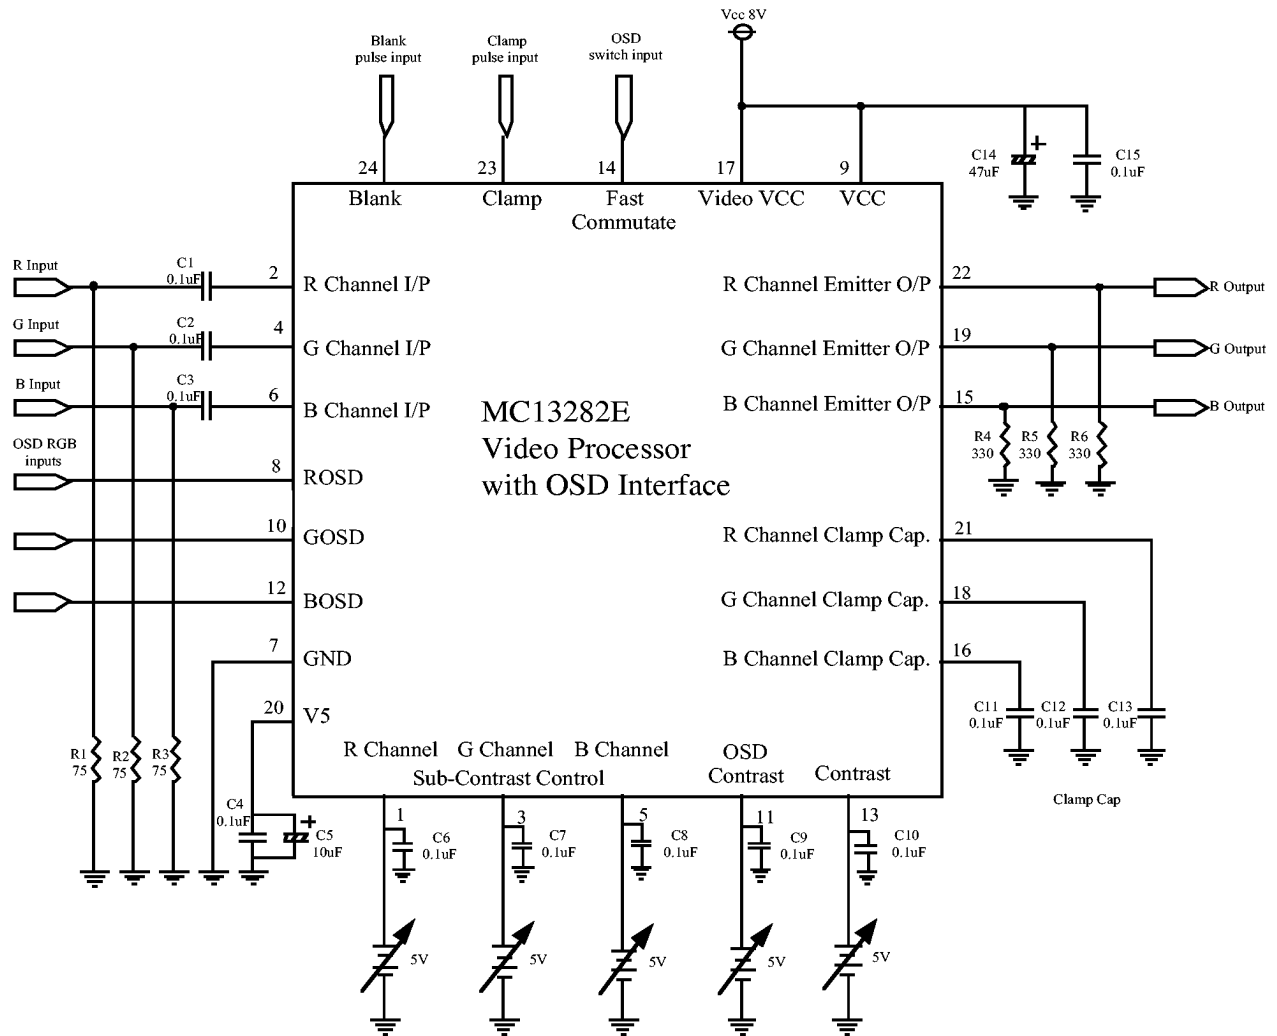 Vcc 8V
Blank
pulse input
Clamp
pulse input
OSD
switch input
24
23
14
17
9
C14
47uF
+
C15
0.1uF
Blank
Clamp
Fast
Commutate
Video VCC
VCC
R Input
C1
0.1uF
2
R Channel I/P
R Channel Emitter O/P
22
R Output
G Input
C2
0.1uF
4
G Channel I/P
G Channel Emitter O/P
19
G Output
B Input
C3
0.1uF
6
B Channel I/P
B Channel Emitter O/P
15
B Output
MC13282E
Video Processor
with OSD Interface
R4
330
R5
330
R6
330
OSD RGB
inputs
8
ROSD
10
GOSD
R Channel Clamp Cap.
21
12
BOSD
G Channel Clamp Cap.
18
7
GND
B Channel Clamp Cap.
16
20
V5
C11
0.1uF
C12
0.1uF
C13
0.1uF
Clamp Cap
R1
75
R2
75
R3
75
R Channel
G Channel
B Channel
Sub-Contrast Control
OSD
Contrast
Contrast
C4
0.1uF
+
C5
10uF
1
C6
0.1uF
3
C7
0.1uF
5
C8
0.1uF
11
C9
0.1uF
13
C10
0.1uF
5V
5V
5V
5V
5V